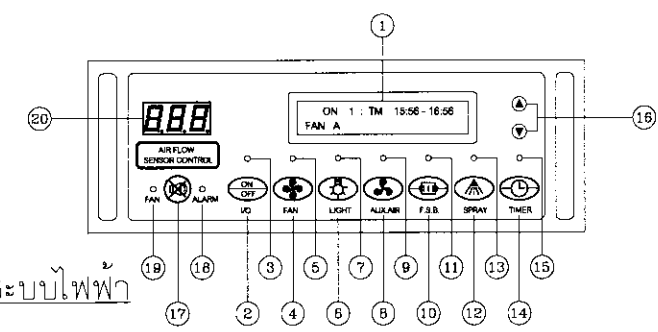 1
20
888
ON 1 : TM 15:56 - 16:56
FAN A
16
AIR FLOW
SENSOR CONTROL
FAN
ALARM
ON
OFF
I/O
FAN
LIGHT
AUX.AIR
F.S.B.
SPRAY
TIMER
19
18
3
5
7
9
11
13
15
17
2
4
6
8
10
12
14
ระบบไฟฟ้า